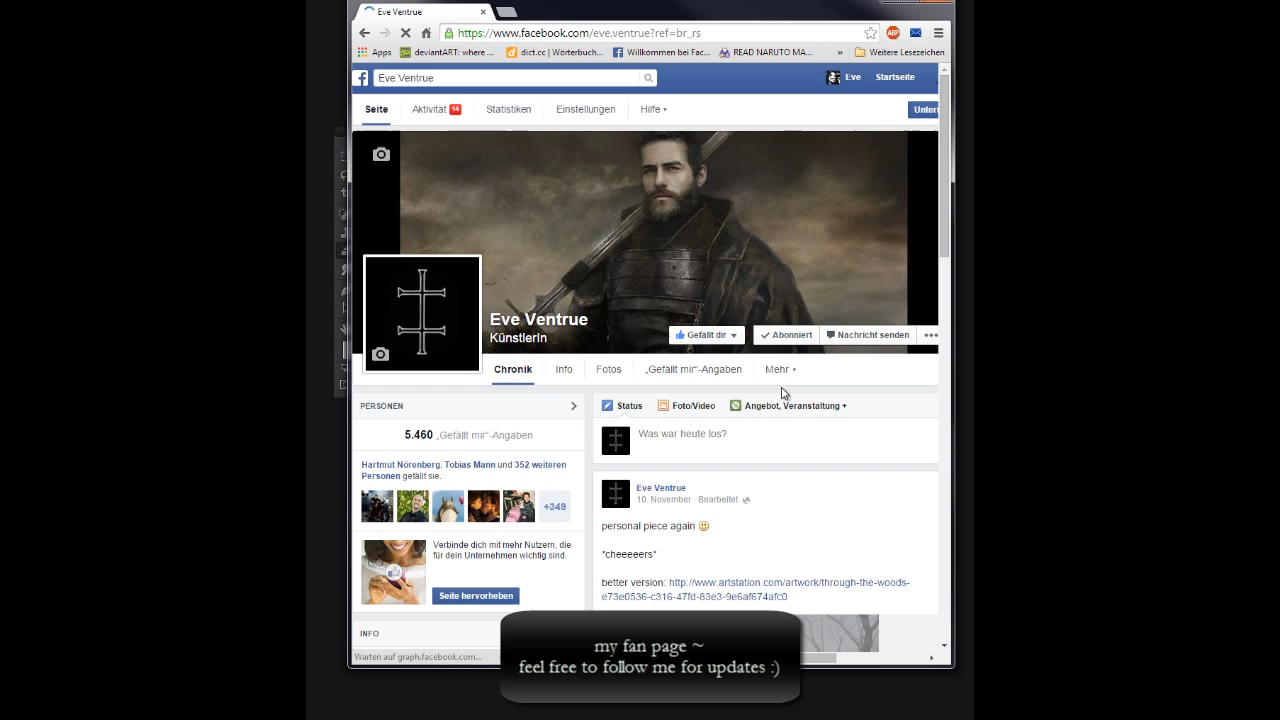 Eve Ventrue
https://www.facebook.com/eve.ventrue?ref=br_rs
Apps deviantART: where ... dict.cc | Wörterbuch... Willkommen bei Fac... READ NARUTO MA... » Weitere Lesezeichen
Eve Ventrue Eve Startseite
Seite Aktivität 14 Statistiken Einstellungen Hilfe
Eve Ventrue
KünstlerIn
Gefällt dir Abonniert Nachricht senden
Chronik Info Fotos „Gefällt mir“-Angaben Mehr
PERSONEN
5.460 „Gefällt mir“-Angaben
Hartmut Nörenberg, Tobias Mann und 352 weiteren
Personen gefällt sie.
+349
Verbinde dich mit mehr Nutzern, die
für dein Unternehmen wichtig sind.
Seite hervorheben
INFO
Warten auf graph.facebook.com...
Status Foto/Video Angebot, Veranstaltung +
Was war heute los?
Eve Ventrue
10. November · Bearbeitet
personal piece again
*cheeeeers*
better version: http://www.artstation.com/artwork/through-the-woods-
e73e0536-c316-47fd-83e3-9e6af674afc0
my fan page ~
feel free to follow me for updates :)